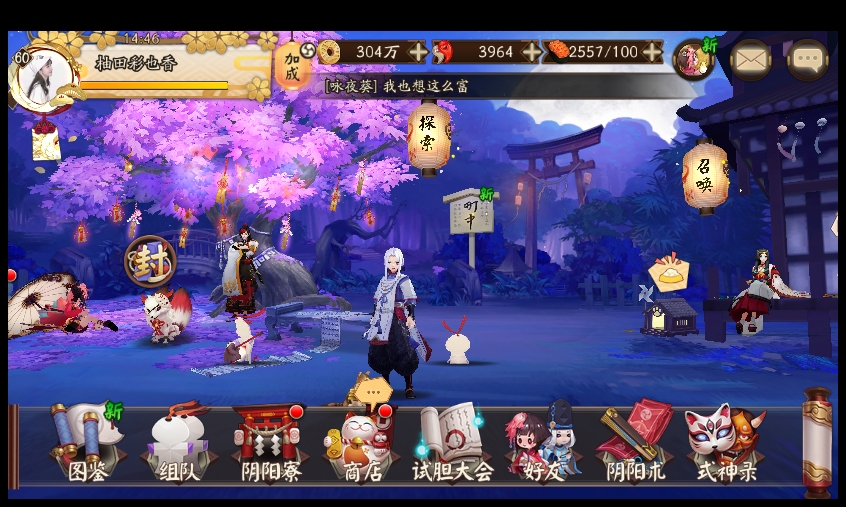 14:46
60
柚田彩也香
加成
304万
3964
2557/100
新
[咏夜葵] 我也想这么富
探索
召唤
新
町中
封
新
图鉴
组队
阴阳寮
商店
试胆大会
好友
阴阳术
式神录